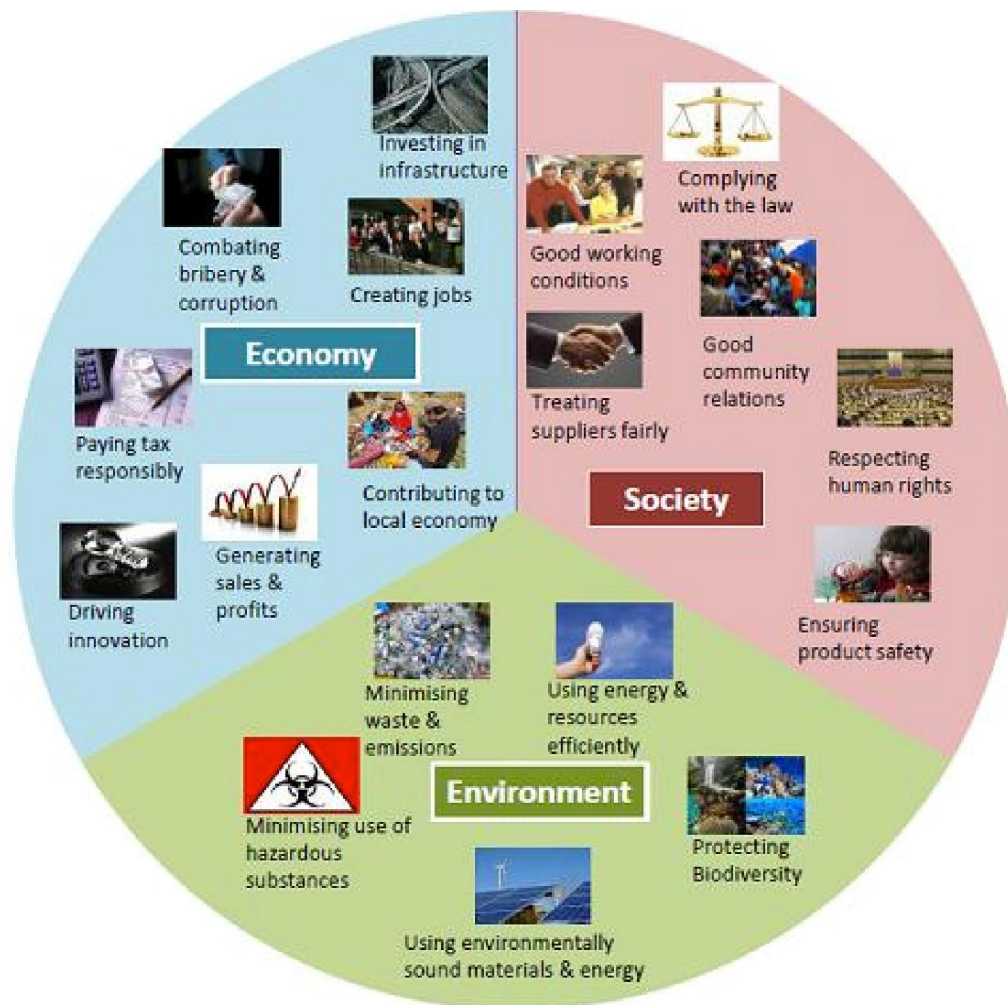 Investing in
infrastructure
Combating
bribery &
corruption
Creating jobs
Economy
Paying tax
responsibly
Contributing to
local economy
Generating
sales &
profits
Driving
innovation
Complying
with the law
Good working
conditions
Good
community
relations
Treating
suppliers fairly
Respecting
human rights
Society
Ensuring
product safety
Minimising
waste &
emissions
Using energy &
resources
efficiently
Environment
Minimising use of
hazardous
substances
Protecting
Biodiversity
Using environmentally
sound materials & energy